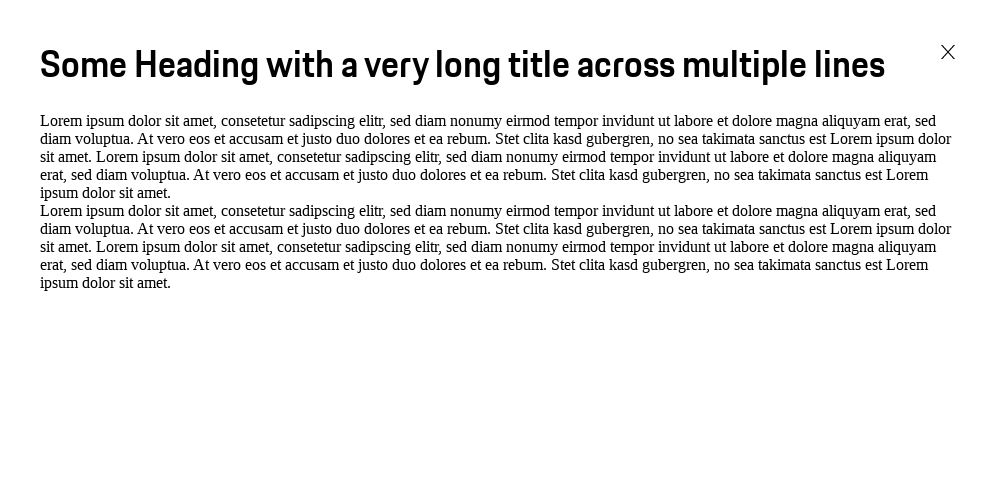 Some Heading with a very long title across multiple lines
Lorem ipsum dolor sit amet, consetetur sadipscing elitr, sed diam nonumy eirmod tempor invidunt ut labore et dolore magna aliquyam erat, sed
diam voluptua. At vero eos et accusam et justo duo dolores et ea rebum. Stet clita kasd gubergren, no sea takimata sanctus est Lorem ipsum dolor
sit amet. Lorem ipsum dolor sit amet, consetetur sadipscing elitr, sed diam nonumy eirmod tempor invidunt ut labore et dolore magna aliquyam
erat, sed diam voluptua. At vero eos et accusam et justo duo dolores et ea rebum. Stet clita kasd gubergren, no sea takimata sanctus est Lorem
ipsum dolor sit amet.
Lorem ipsum dolor sit amet, consetetur sadipscing elitr, sed diam nonumy eirmod tempor invidunt ut labore et dolore magna aliquyam erat, sed
diam voluptua. At vero eos et accusam et justo duo dolores et ea rebum. Stet clita kasd gubergren, no sea takimata sanctus est Lorem ipsum dolor
sit amet. Lorem ipsum dolor sit amet, consetetur sadipscing elitr, sed diam nonumy eirmod tempor invidunt ut labore et dolore magna aliquyam
erat, sed diam voluptua. At vero eos et accusam et justo duo dolores et ea rebum. Stet clita kasd gubergren, no sea takimata sanctus est Lorem
ipsum dolor sit amet.